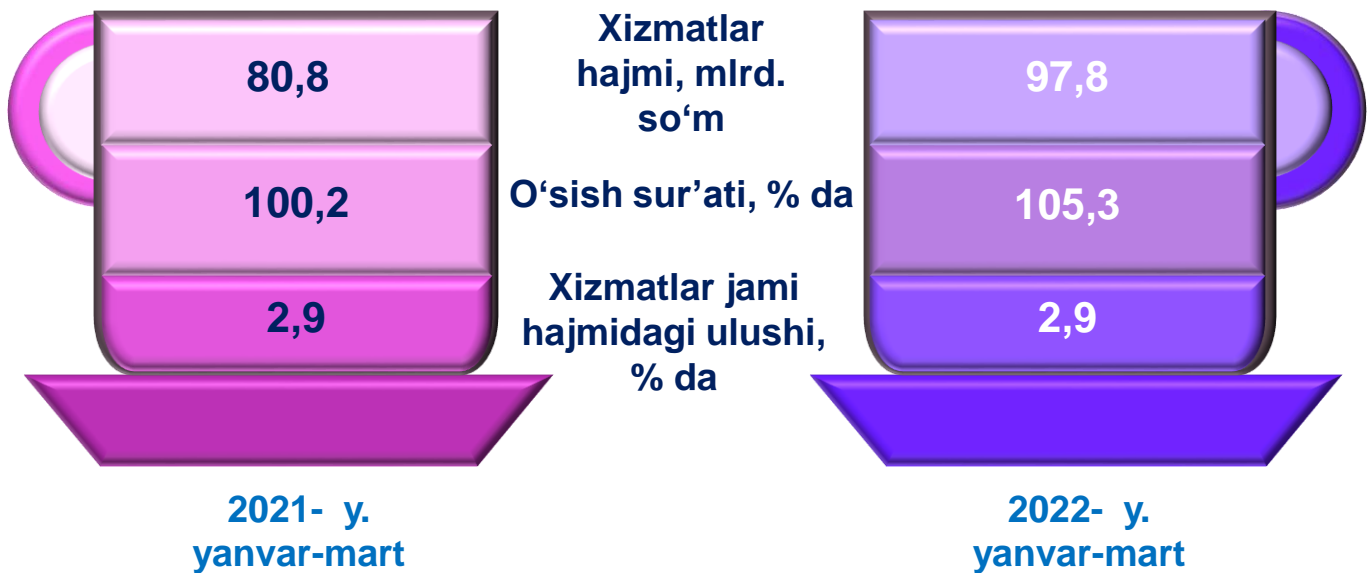 80,8
100,2
2,9
Xizmatlar
hajmi, mlrd.
so‘m
O‘sish sur’ati, % da
Xizmatlar jami
hajmidagi ulushi,
% da
97,8
105,3
2,9
2021- y.
yanvar-mart
2022- y.
yanvar-mart